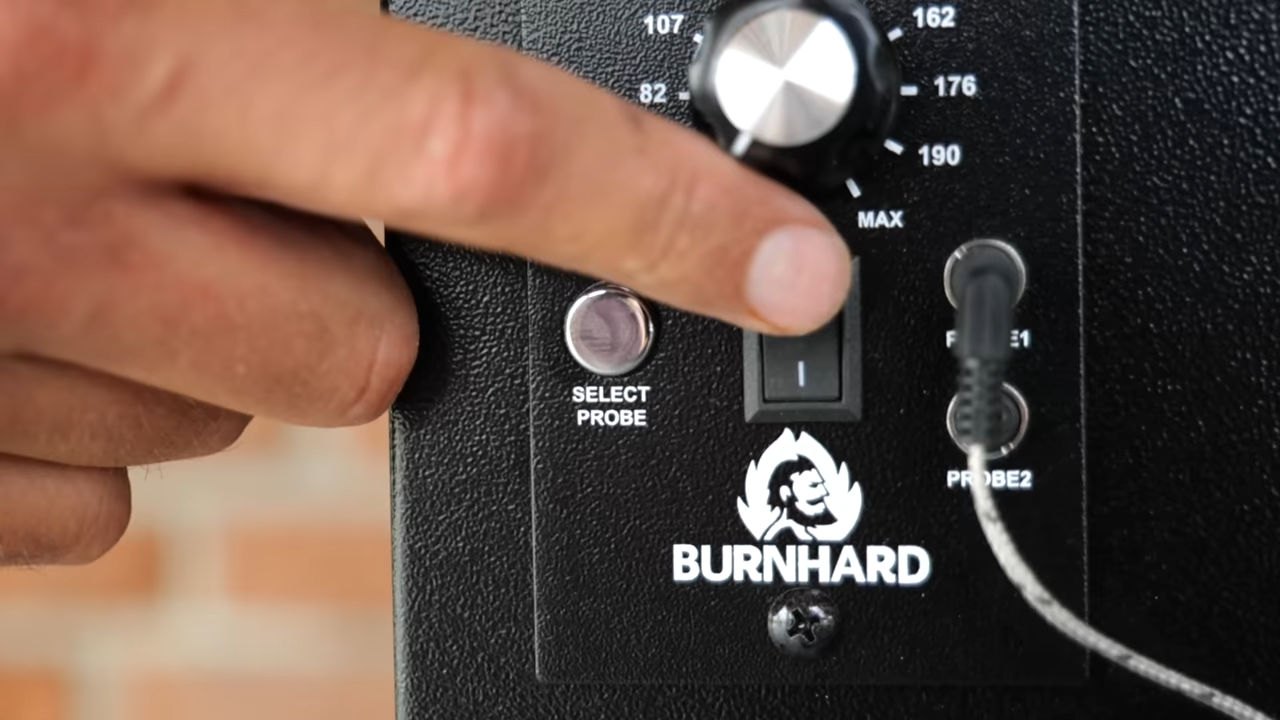 107
162
82
176
190
MAX
SELECT
PROBE
I
PROBE2
BURNHARD